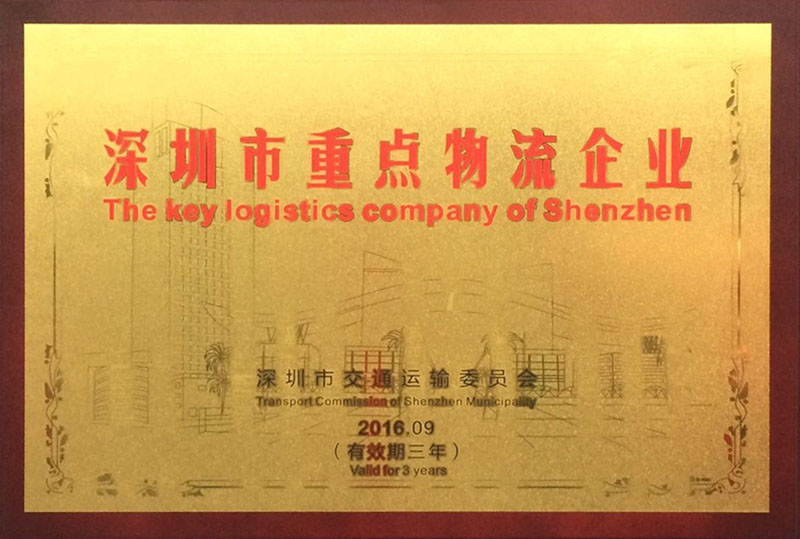 深圳市重点物流企业
The key logistics company of Shenzhen
深圳市交通运输委员会
Transport Commission of Shenzhen Municipality
2016.09
（有效期三年）
Valid for 3 years